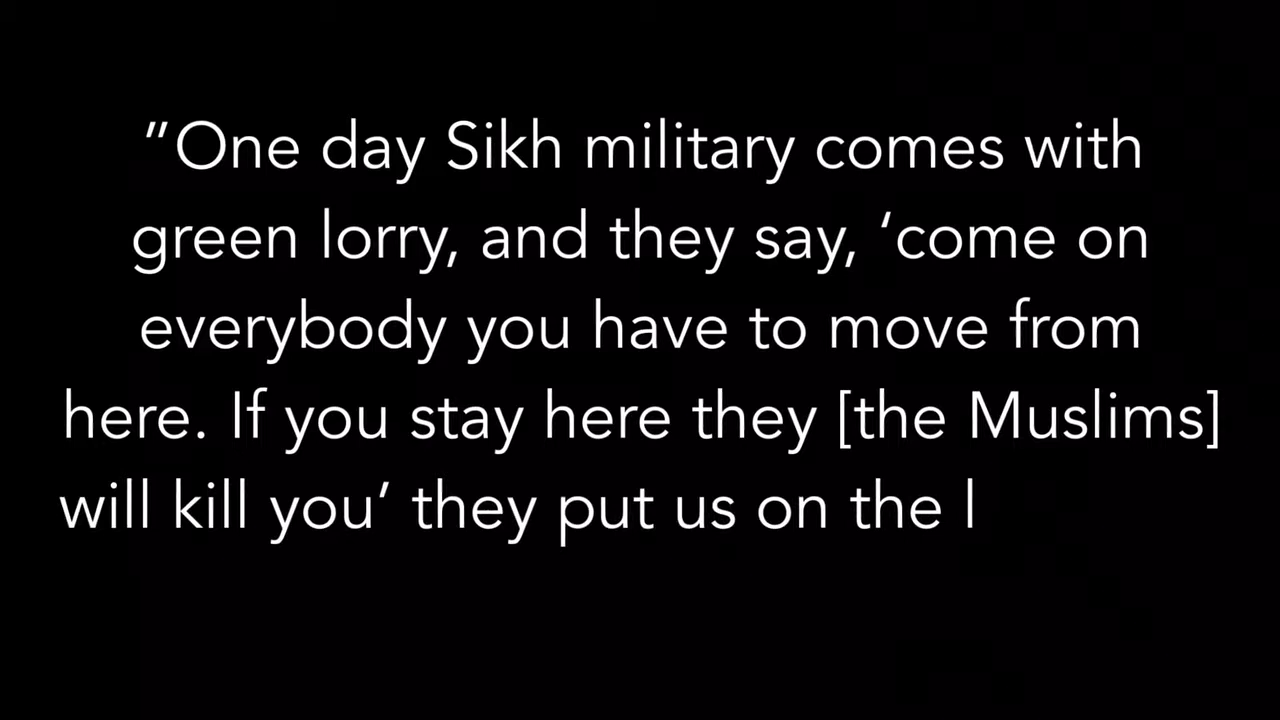 “One day Sikh military comes with
green lorry, and they say, ‘come on
everybody you have to move from
here. If you stay here they [the Muslims]
will kill you’ they put us on the l